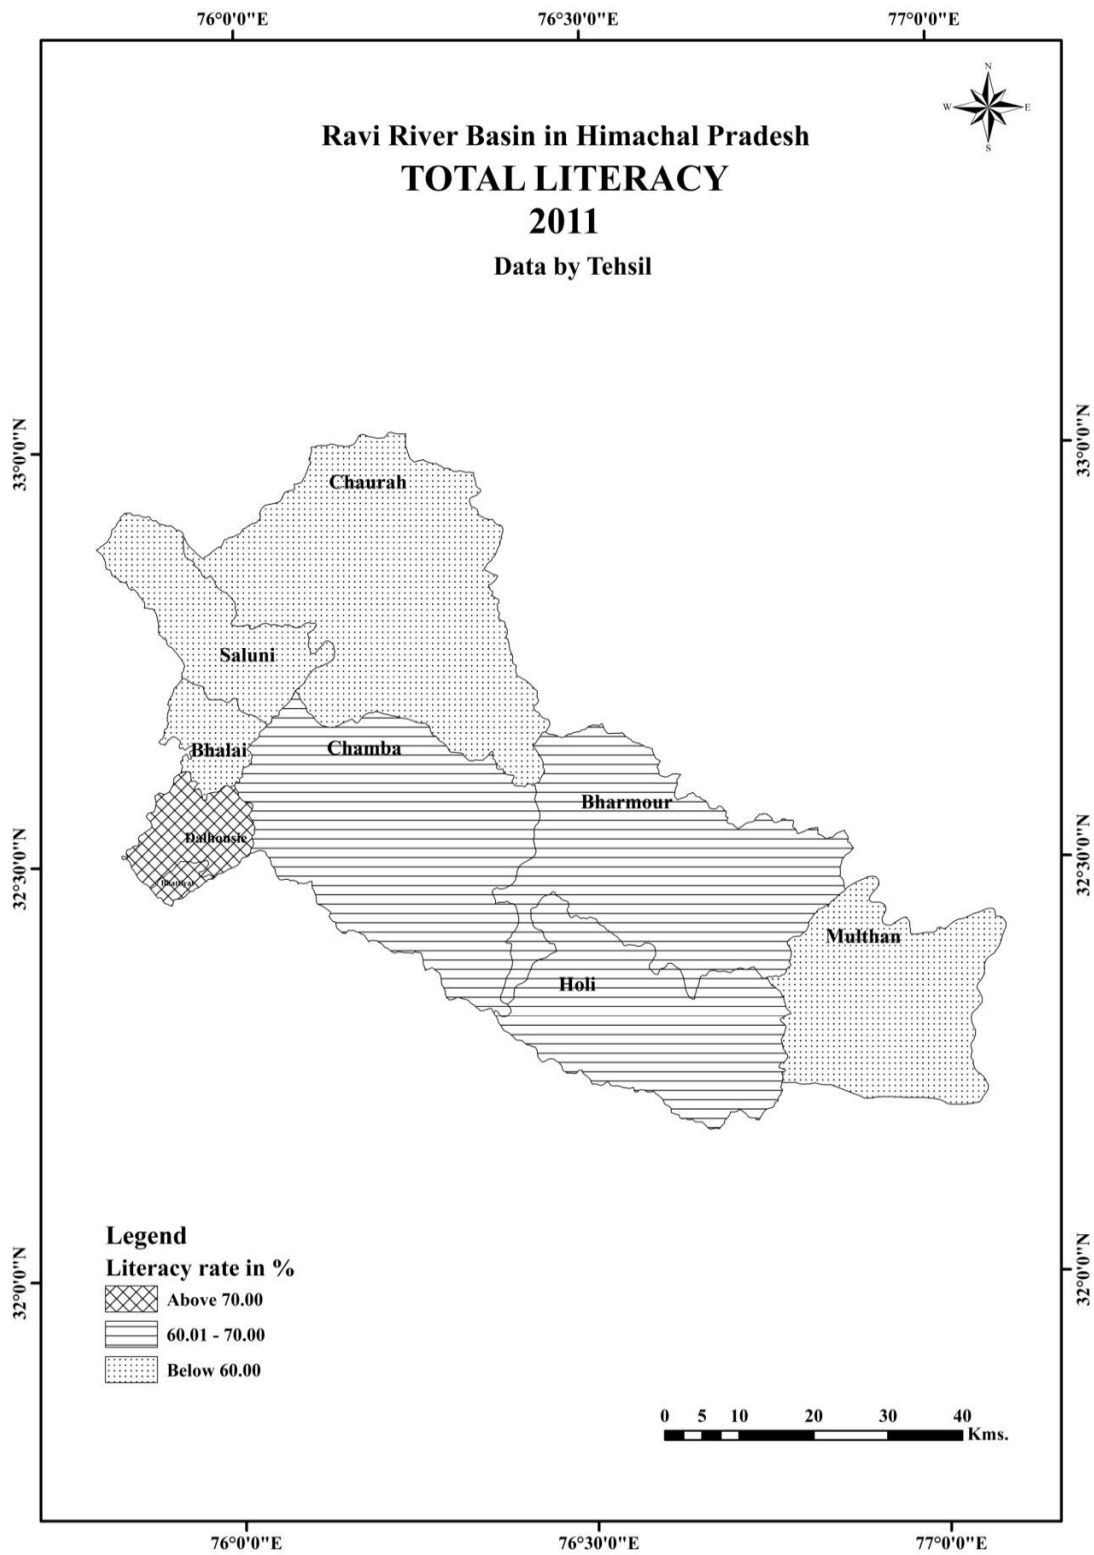 76°0'0"E 76°30'0"E 77°0'0"E
N
W E
S
Ravi River Basin in Himachal Pradesh
TOTAL LITERACY
2011
Data by Tehsil
33°0'0"N 33°0'0"N
Chaurah
Saluni
Bhalai
Chamba
Bharmour
Dalhousie
32°30'0"N 32°30'0"N
Multhan
Holi
Legend
Literacy rate in %
Above 70.00
60.01 - 70.00
Below 60.00
32°0'0"N 32°0'0"N
0 5 10 20 30 40
Kms.
76°0'0"E 76°30'0"E 77°0'0"E